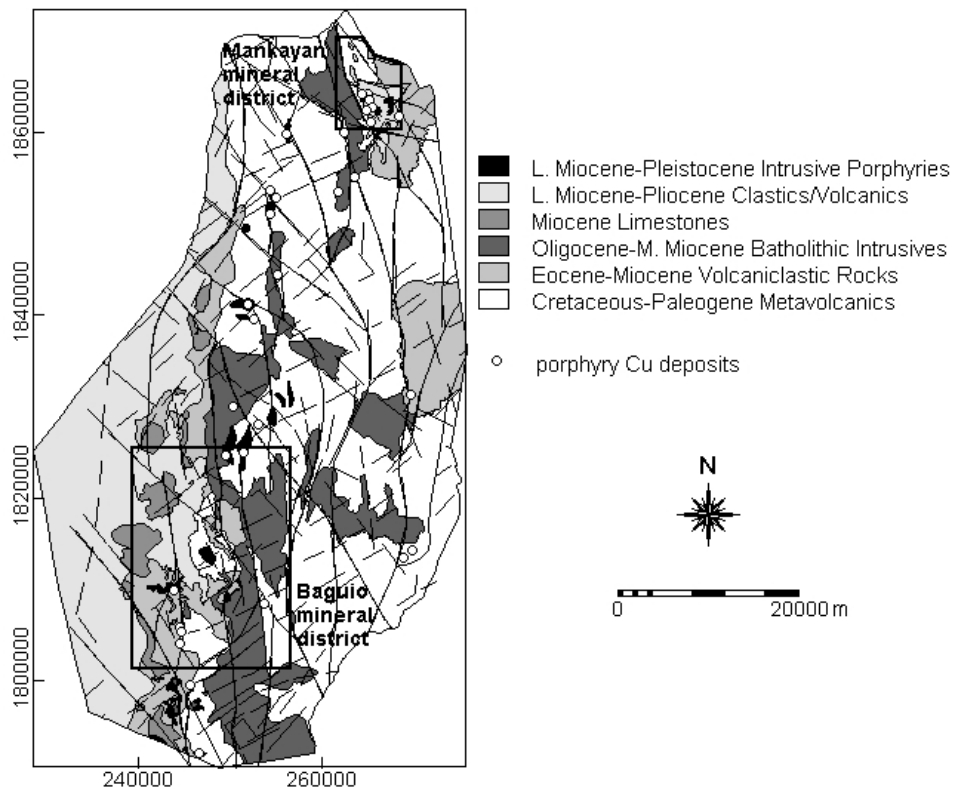 Mankayan
mineral
district
1860000
1840000
1820000
1800000
L. Miocene-Pleistocene Intrusive Porphyries
L. Miocene-Pliocene Clastics/Volcanics
Miocene Limestones
Oligocene-M. Miocene Batholithic Intrusives
Eocene-Miocene Volcaniclastic Rocks
Cretaceous-Paleogene Metavolcanics
porphyry Cu deposits
N
0 20000 m
Baguio
mineral
district
240000 260000